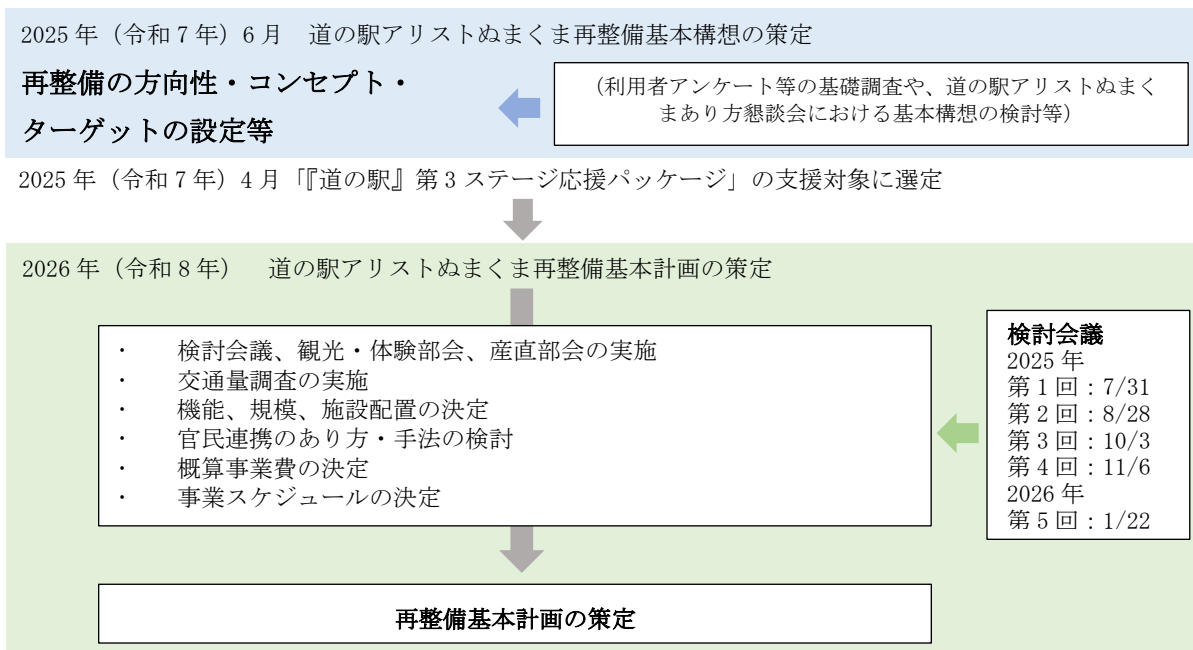 2025年（令和7年）6月　道の駅アリストぬまくま再整備基本構想の策定
再整備の方向性・コンセプト・
ターゲットの設定等
（利用者アンケート等の基礎調査や、道の駅アリストぬまく
まあり方懇談会における基本構想の検討等）
2025年（令和7年）4月「『道の駅』第3ステージ応援パッケージ」の支援対象に選定
2026年（令和8年）　道の駅アリストぬまくま再整備基本計画の策定
・　検討会議、観光・体験部会、産直部会の実施
・　交通量調査の実施
・　機能、規模、施設配置の決定
・　官民連携のあり方・手法の検討
・　概算事業費の決定
・　事業スケジュールの決定
検討会議
2025年
第1回：7/31
第2回：8/28
第3回：10/3
第4回：11/6
2026年
第5回：1/22
再整備基本計画の策定